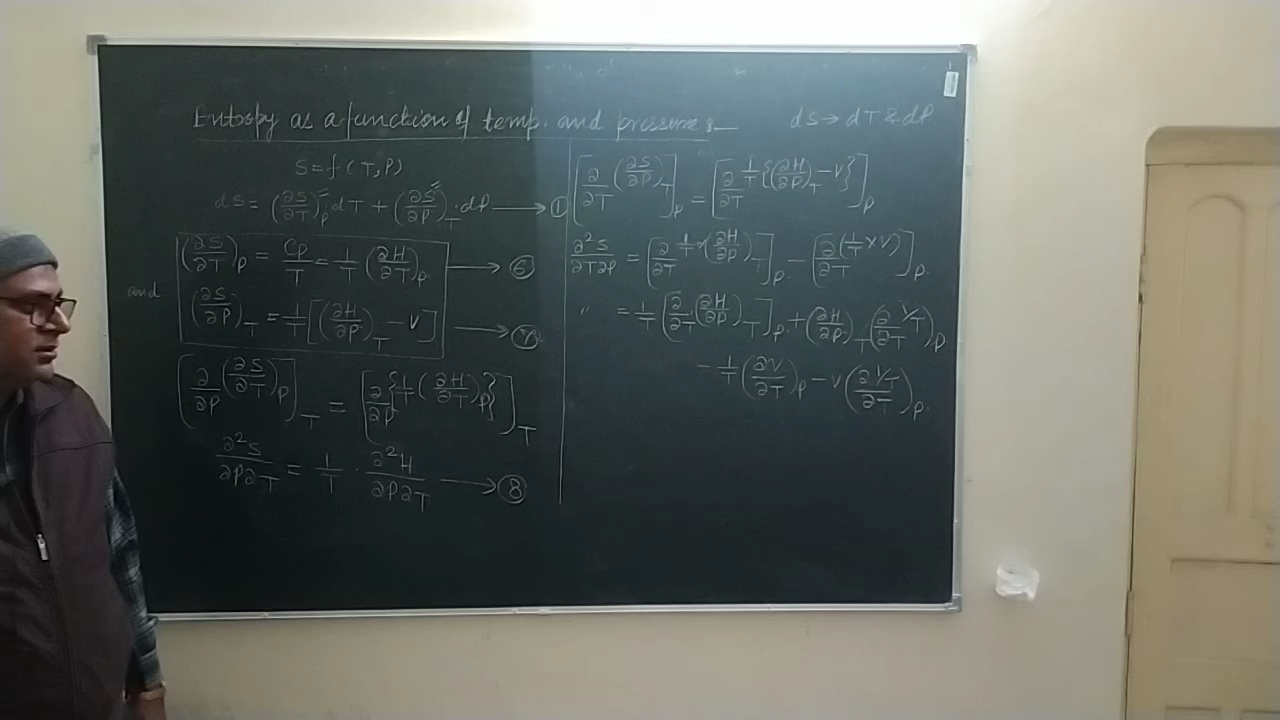 Entropy as a function of temp. and pressure :—
dS → dT & dP
S = f (T, P)
dS = (∂S/∂T)_P . dT + (∂S/∂P)_T . dP → ①
(∂S/∂T)_P = C_P/T = 1/T (∂H/∂T)_P → ⑥
and
(∂S/∂P)_T = 1/T [(∂H/∂P)_T − V] → ⑦
[∂/∂P (∂S/∂T)_P]_T = [∂/∂P {1/T (∂H/∂T)_P}]_T
∂²S/∂P∂T = 1/T . ∂²H/∂P∂T → ⑧
[∂/∂T (∂S/∂P)_T]_P = [∂/∂T 1/T {(∂H/∂P)_T − V}]_P
∂²S/∂T∂P = [∂/∂T 1/T × (∂H/∂P)_T]_P − [∂/∂T (1/T × V)]_P
" = 1/T [∂/∂T (∂H/∂P)_T]_P + (∂H/∂P)_T (∂ 1/T / ∂T)_P
− 1/T (∂V/∂T)_P − V (∂ 1/T / ∂T)_P